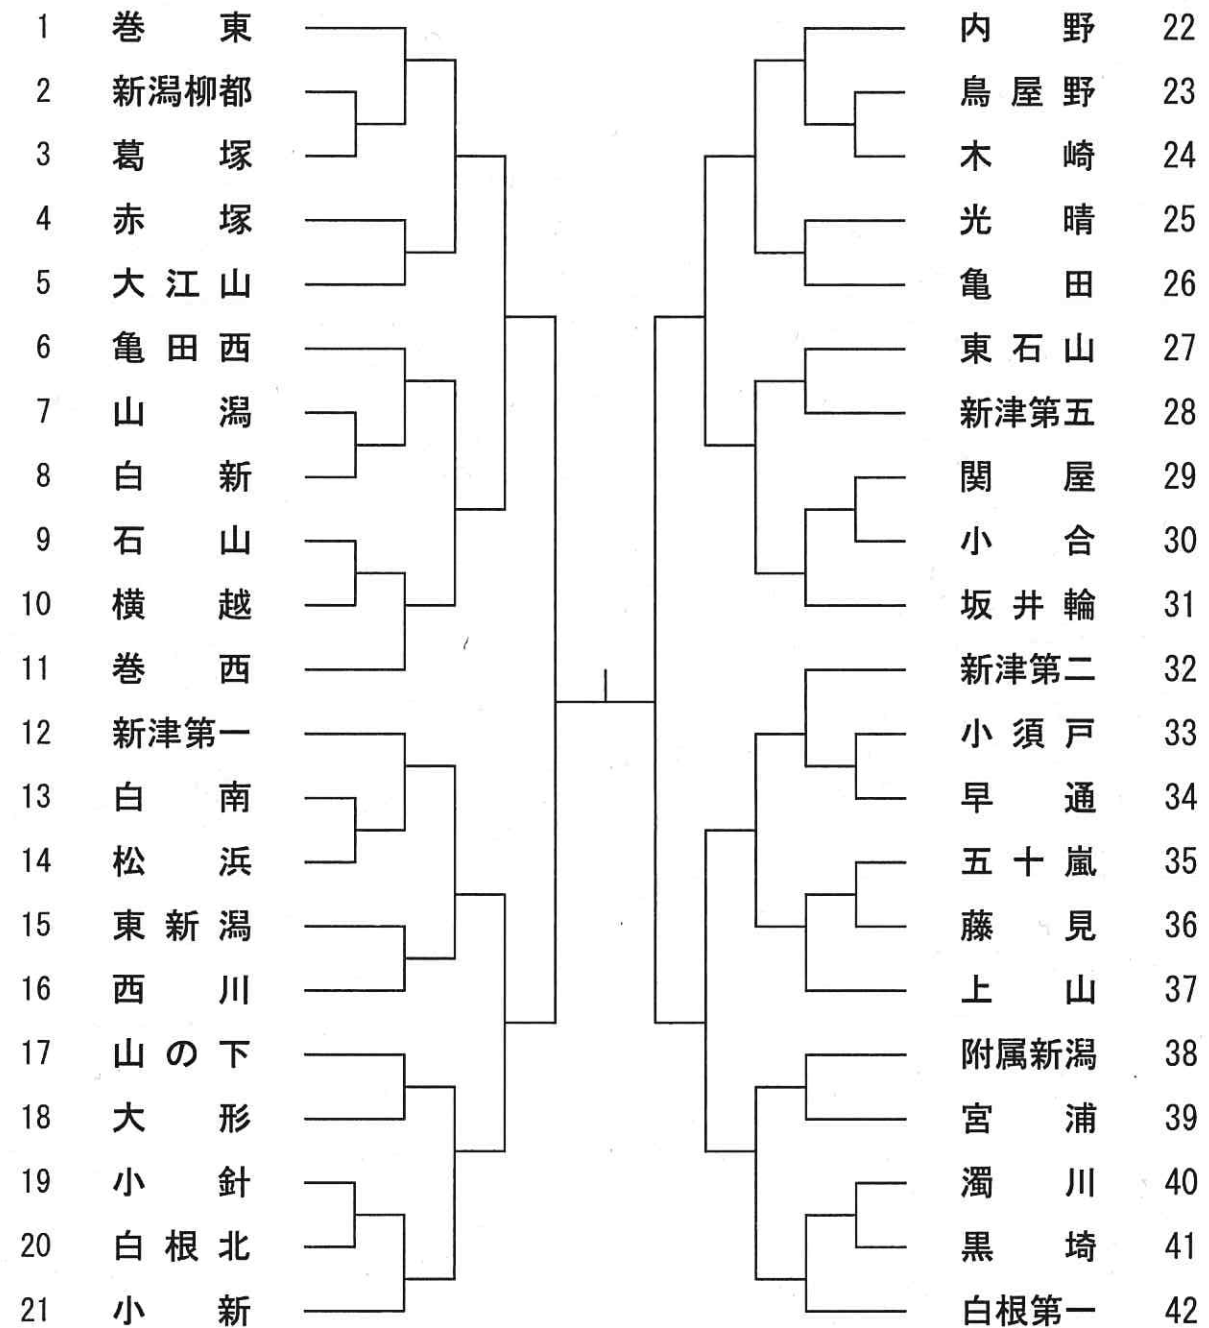 1 巻東
2 新潟柳都
3 葛塚
4 赤塚
5 大江山
6 亀田西
7 山潟
8 白新
9 石山
10 横越
11 巻西
12 新津第一
13 白南
14 松浜
15 東新潟
16 西川
17 山の下
18 大形
19 小針
20 白根北
21 小新
内野 22
鳥屋野 23
木崎 24
光晴 25
亀田 26
東石山 27
新津第五 28
関屋 29
小合 30
坂井輪 31
新津第二 32
小須戸 33
早通 34
五十嵐 35
藤見 36
上山 37
附属新潟 38
宮浦 39
濁川 40
黒埼 41
白根第一 42